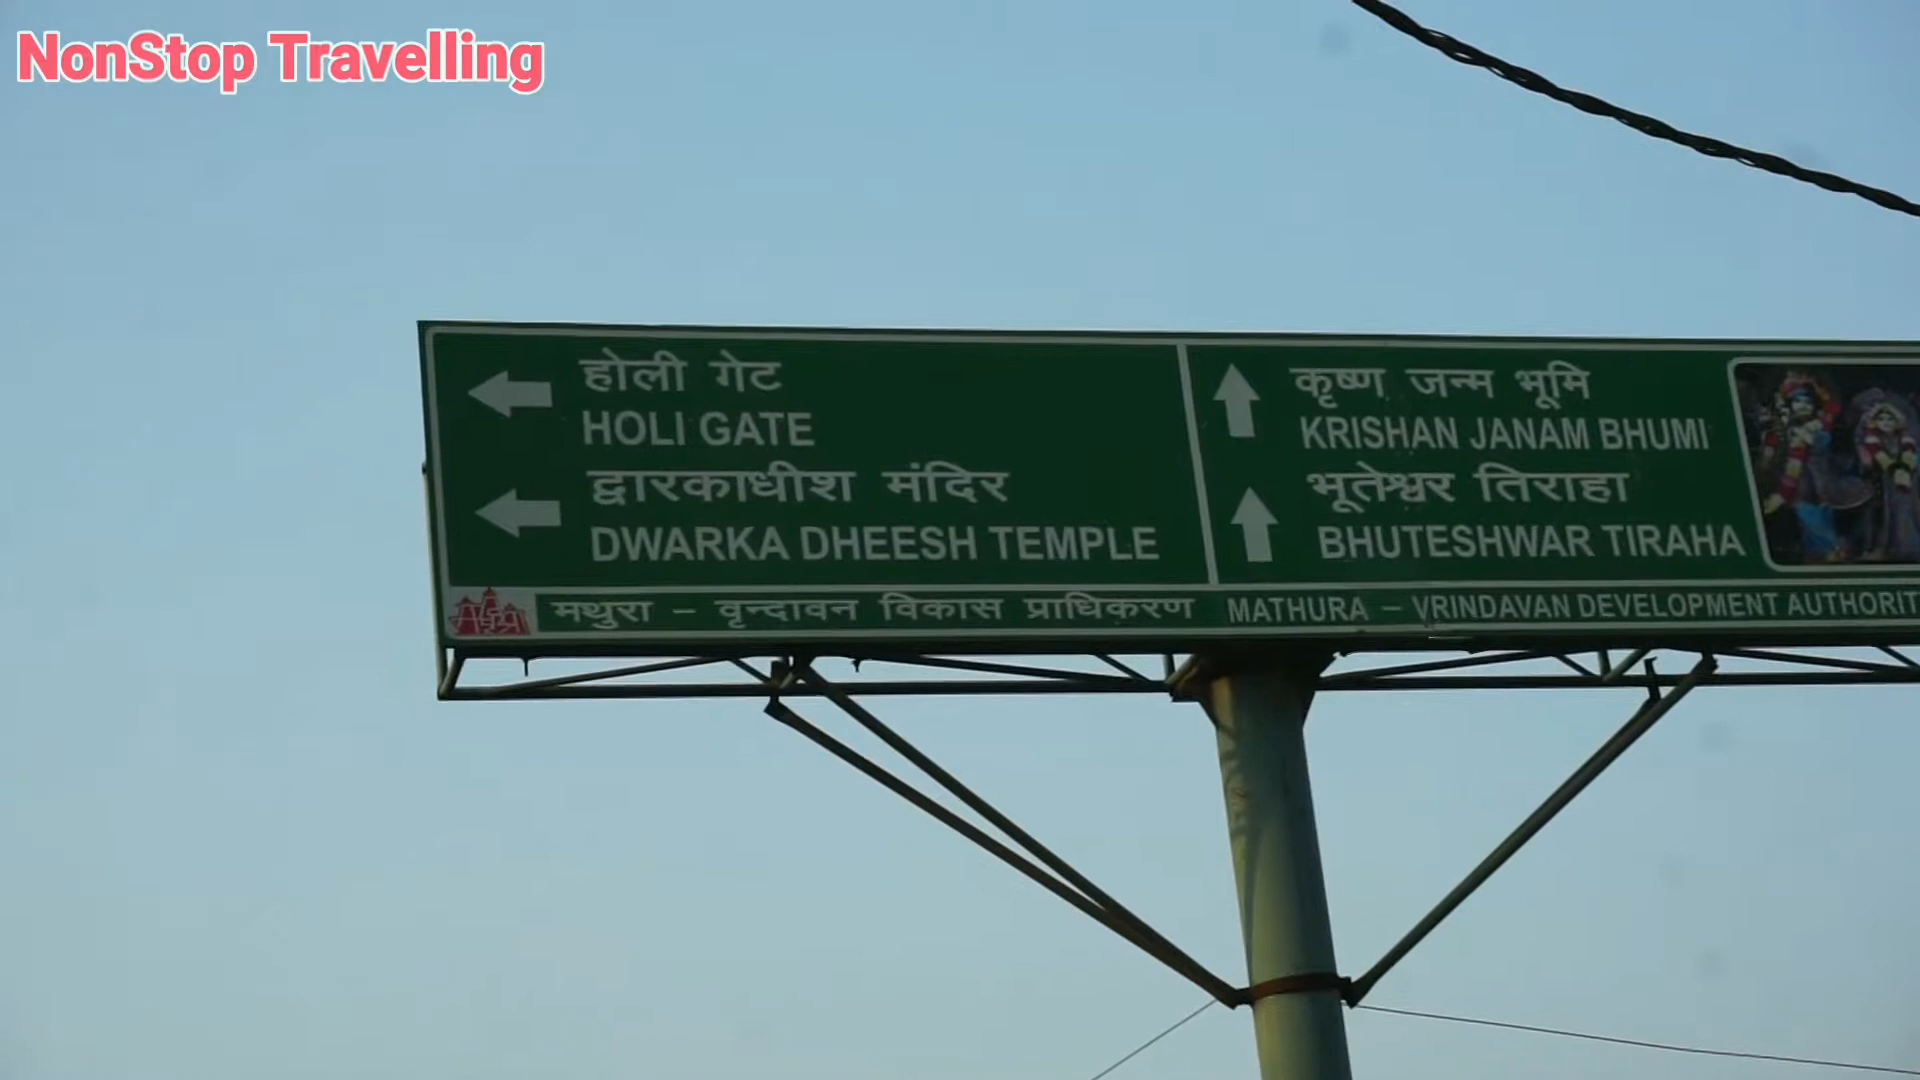 NonStop Travelling
होली गेट
HOLI GATE
द्वारकाधीश मंदिर
DWARKA DHEESH TEMPLE
कृष्ण जन्म भूमि
KRISHAN JANAM BHUMI
भूतेश्वर तिराहा
BHUTESHWAR TIRAHA
मथुरा – वृन्दावन विकास प्राधिकरण MATHURA – VRINDAVAN DEVELOPMENT AUTHORIT